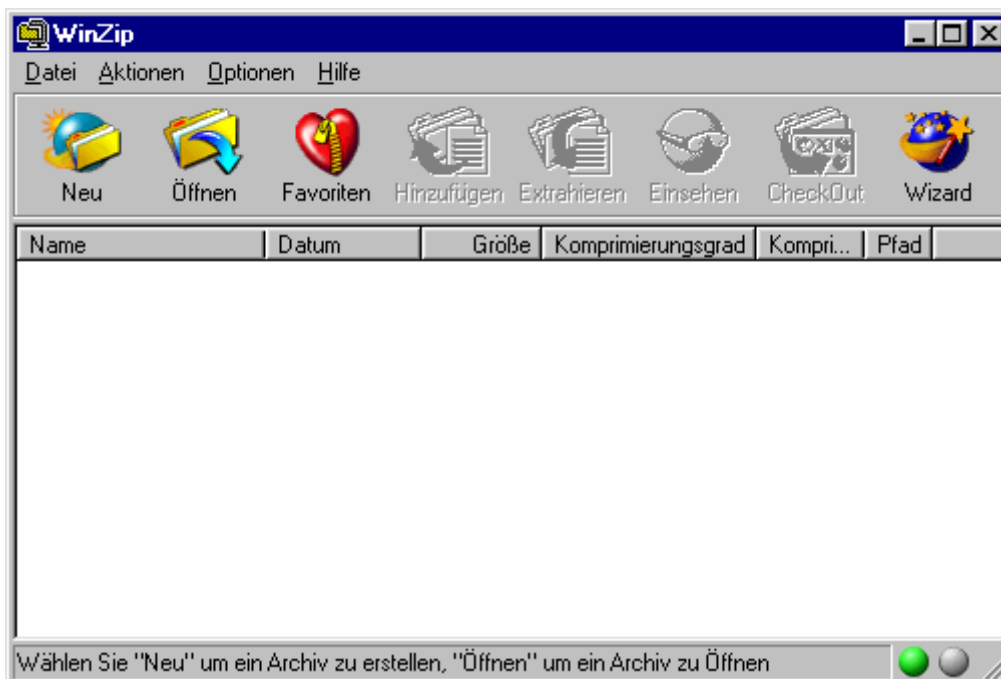 WinZip
Datei Aktionen Optionen Hilfe
Neu Öffnen Favoriten Hinzufügen Extrahieren Einsehen CheckOut Wizard
Name Datum Größe Komprimierungsgrad Kompri... Pfad
Wählen Sie "Neu" um ein Archiv zu erstellen, "Öffnen" um ein Archiv zu Öffnen